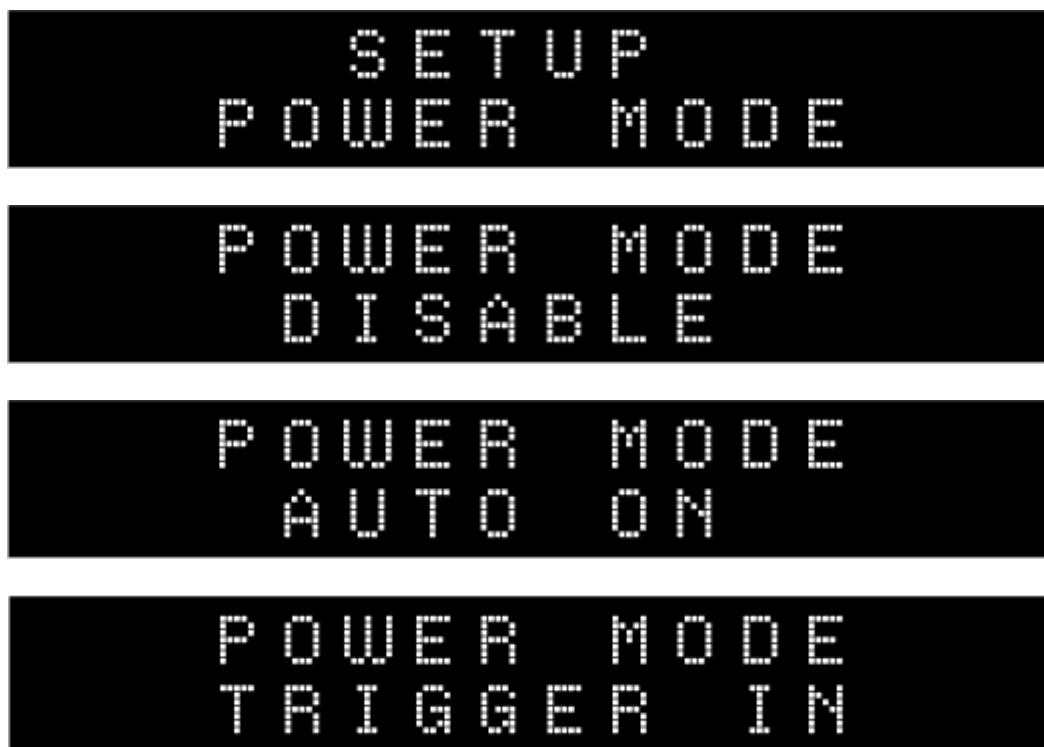 SETUP
POWER MODE
POWER MODE
DISABLE
POWER MODE
AUTO ON
POWER MODE
TRIGGER IN